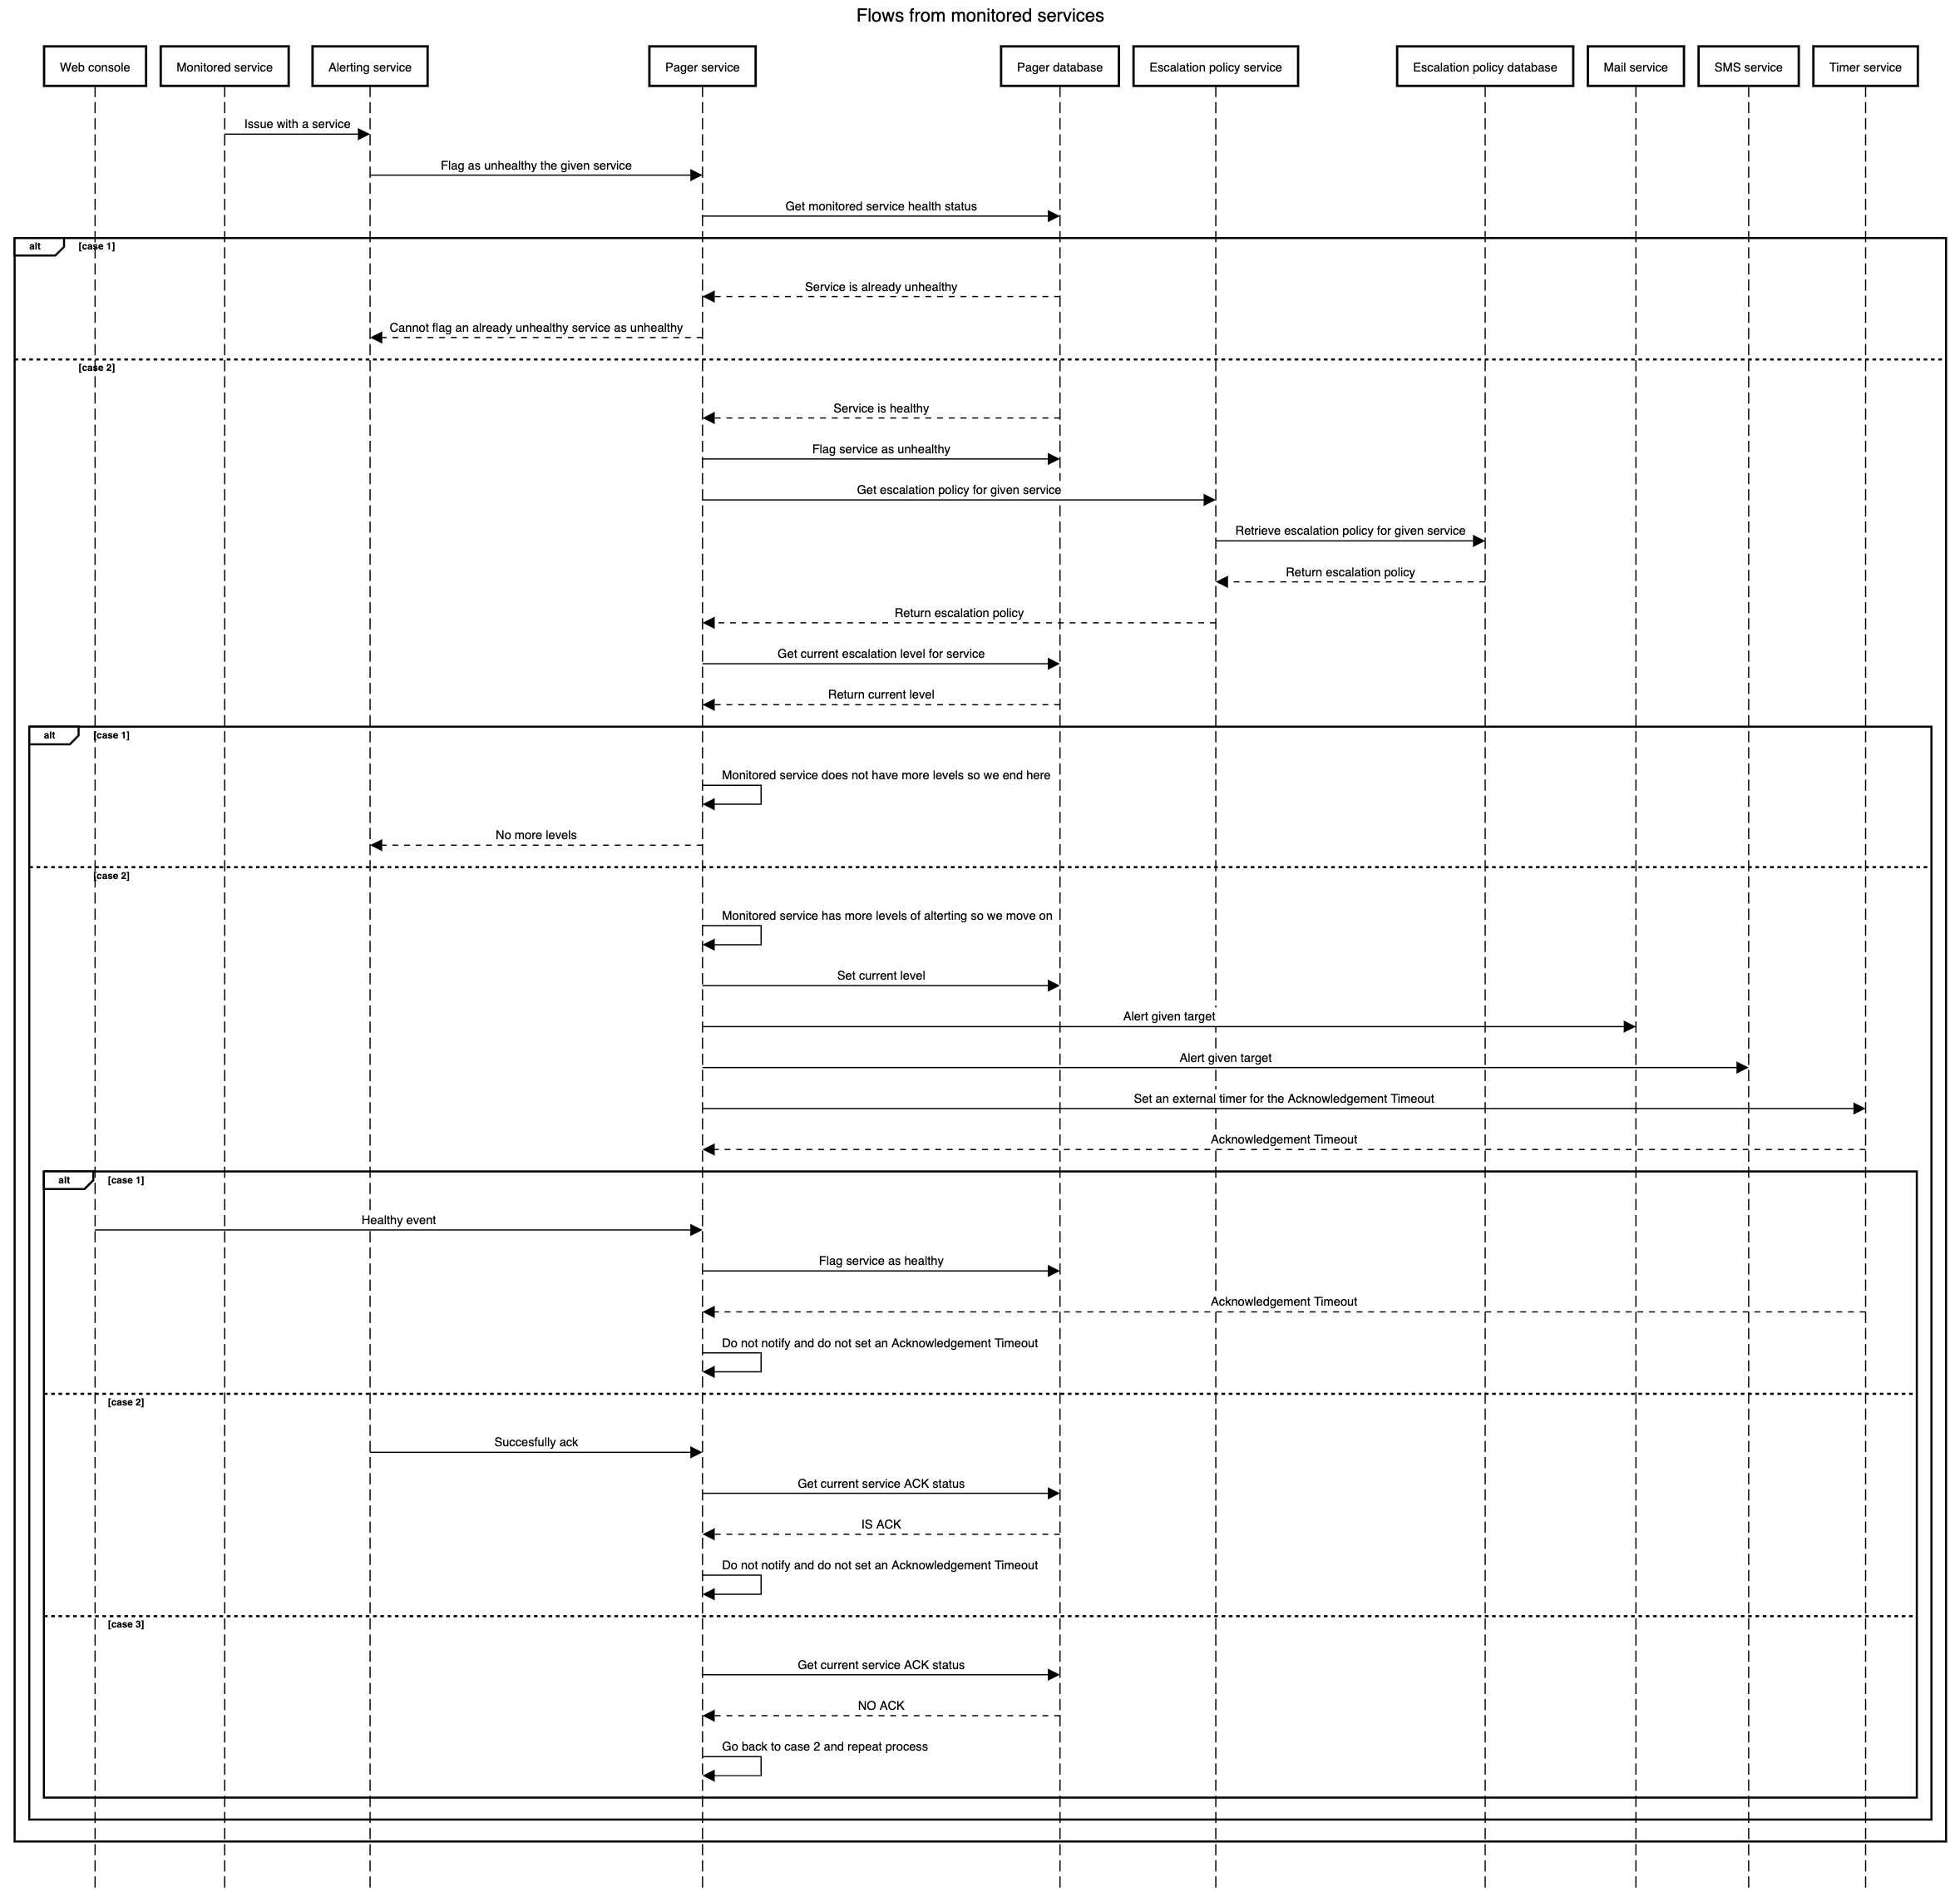 Flows from monitored services
Web console
Monitored service
Alerting service
Pager service
Pager database
Escalation policy service
Escalation policy database
Mail service
SMS service
Timer service
Issue with a service
Flag as unhealthy the given service
Get monitored service health status
alt
[case 1]
Service is already unhealthy
Cannot flag an already unhealthy service as unhealthy
[case 2]
Service is healthy
Flag service as unhealthy
Get escalation policy for given service
Retrieve escalation policy for given service
Return escalation policy
Return escalation policy
Get current escalation level for service
Return current level
alt
[case 1]
Monitored service does not have more levels so we end here
No more levels
[case 2]
Monitored service has more levels of alterting so we move on
Set current level
Alert given target
Alert given target
Set an external timer for the Acknowledgement Timeout
Acknowledgement Timeout
alt
[case 1]
Healthy event
Flag service as healthy
Acknowledgement Timeout
Do not notify and do not set an Acknowledgement Timeout
[case 2]
Succesfully ack
Get current service ACK status
IS ACK
Do not notify and do not set an Acknowledgement Timeout
[case 3]
Get current service ACK status
NO ACK
Go back to case 2 and repeat process